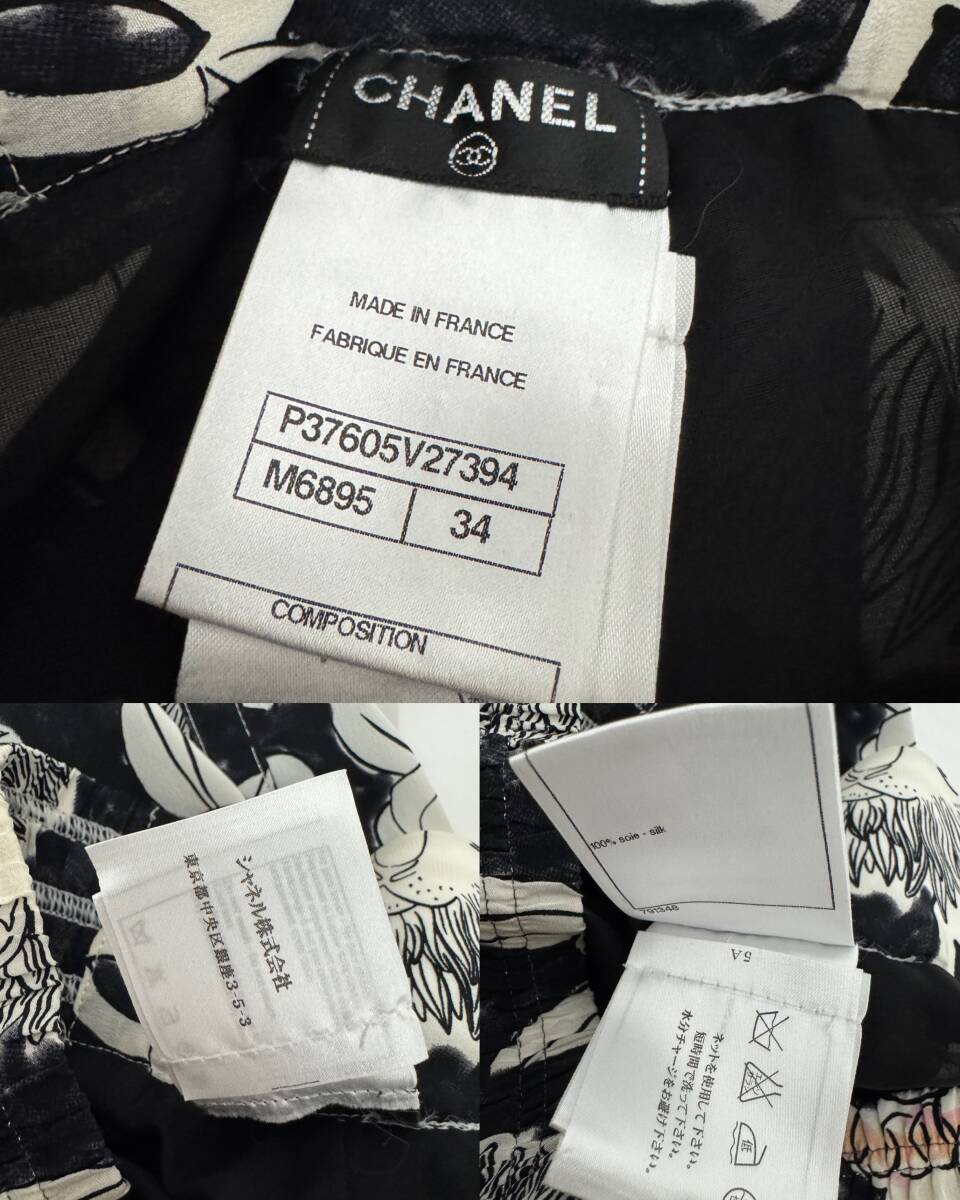 CHANEL
MADE IN FRANCE
FABRIQUE EN FRANCE
P37605V27394
M6895
34
COMPOSITION
シャネル株式会社
東京都中央区銀座3-5-3
100% soie - silk
791348
5A
低
ネットを使用して下さい。
短時間で洗って下さい。
水分チャージをお避け下さい。